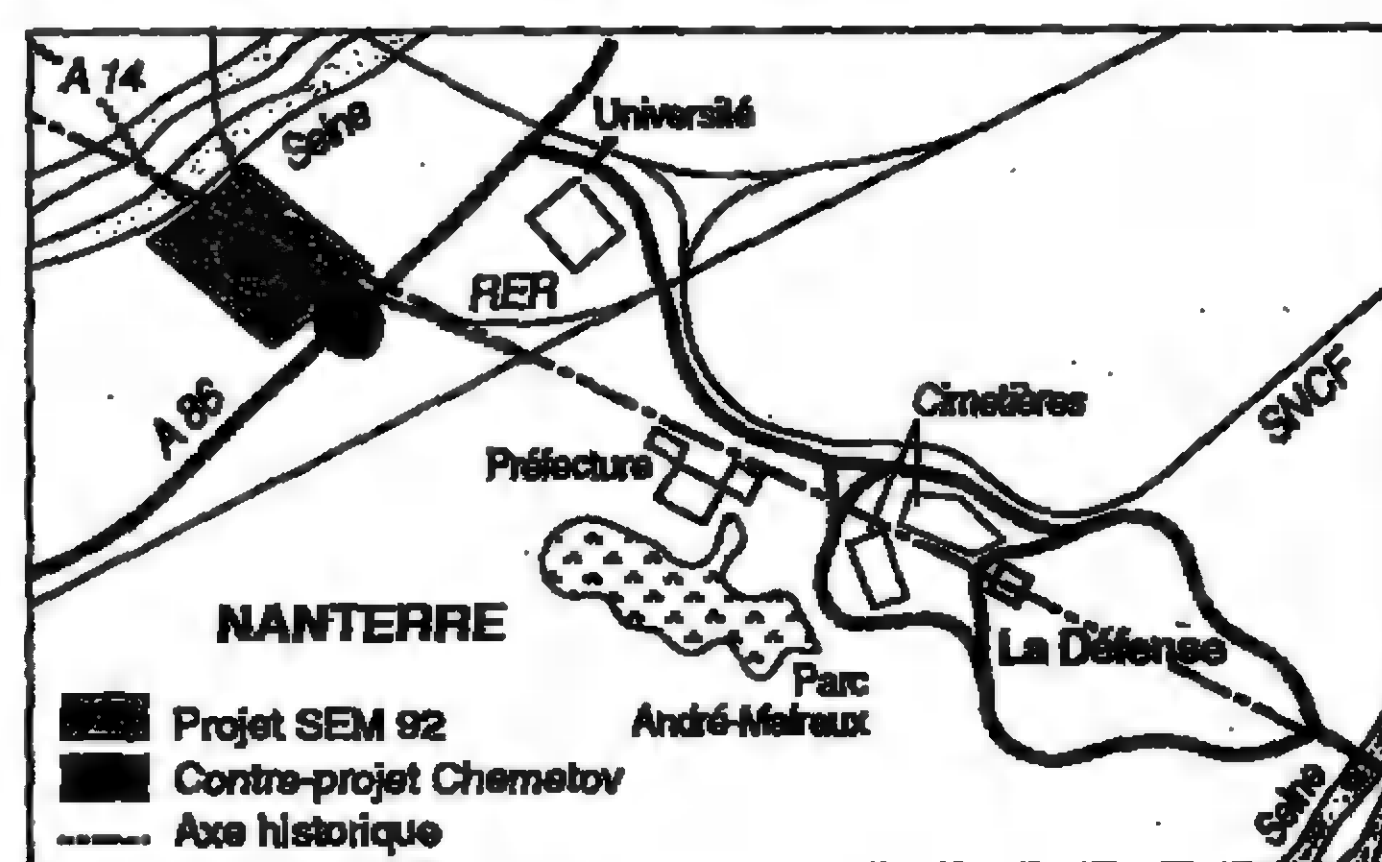 A 14
Seine
Université
RER
A 86
Cimetières
SNCF
Préfecture
NANTERRE
La Défense
Parc
André-Malraux
Projet SEM 92
Contre-projet Chemetov
Axe historique
Seine